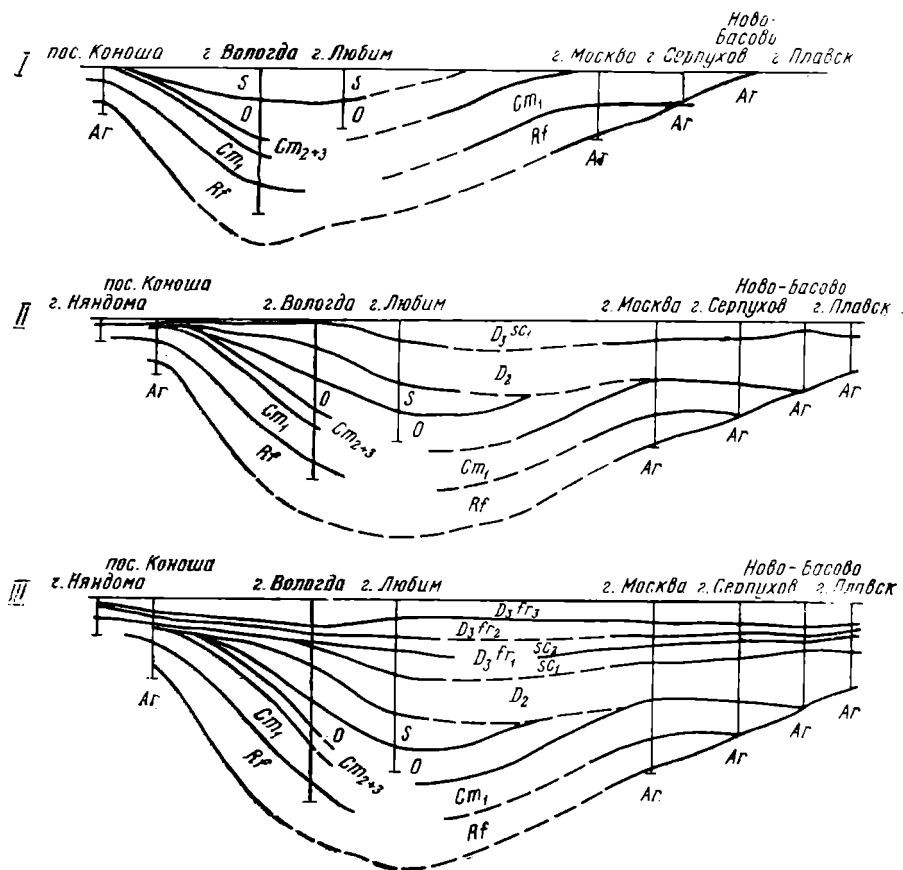 Ново-
Басово
I пос. Коноша г. Вологда г. Любим г. Москва г. Серпухов г. Плавск
S S
O O
Cm₁
Ar Cm₂₊₃ Rf Ar
Cm₁ Ar Ar
Rf
пос. Коноша Ново-Басово
II г. Няндома г. Вологда г. Любим г. Москва г. Серпухов г. Плавск
D₃sc₁
D₂
Ar O S
Cm₁ Cm₂₊₃ O Ar
Rf Cm₁ Ar Ar
Rf Ar
пос. Коноша Ново-Басово
III г. Няндома г. Вологда г. Любим г. Москва г. Серпухов г. Плавск
D₃fr₃
D₃fr₂
D₃fr₁ sc₂
sc₁
D₂
Ar
O S Ar
Cm₁ Cm₂₊₃ O Ar
Rf Cm₁ Ar
Rf Ar